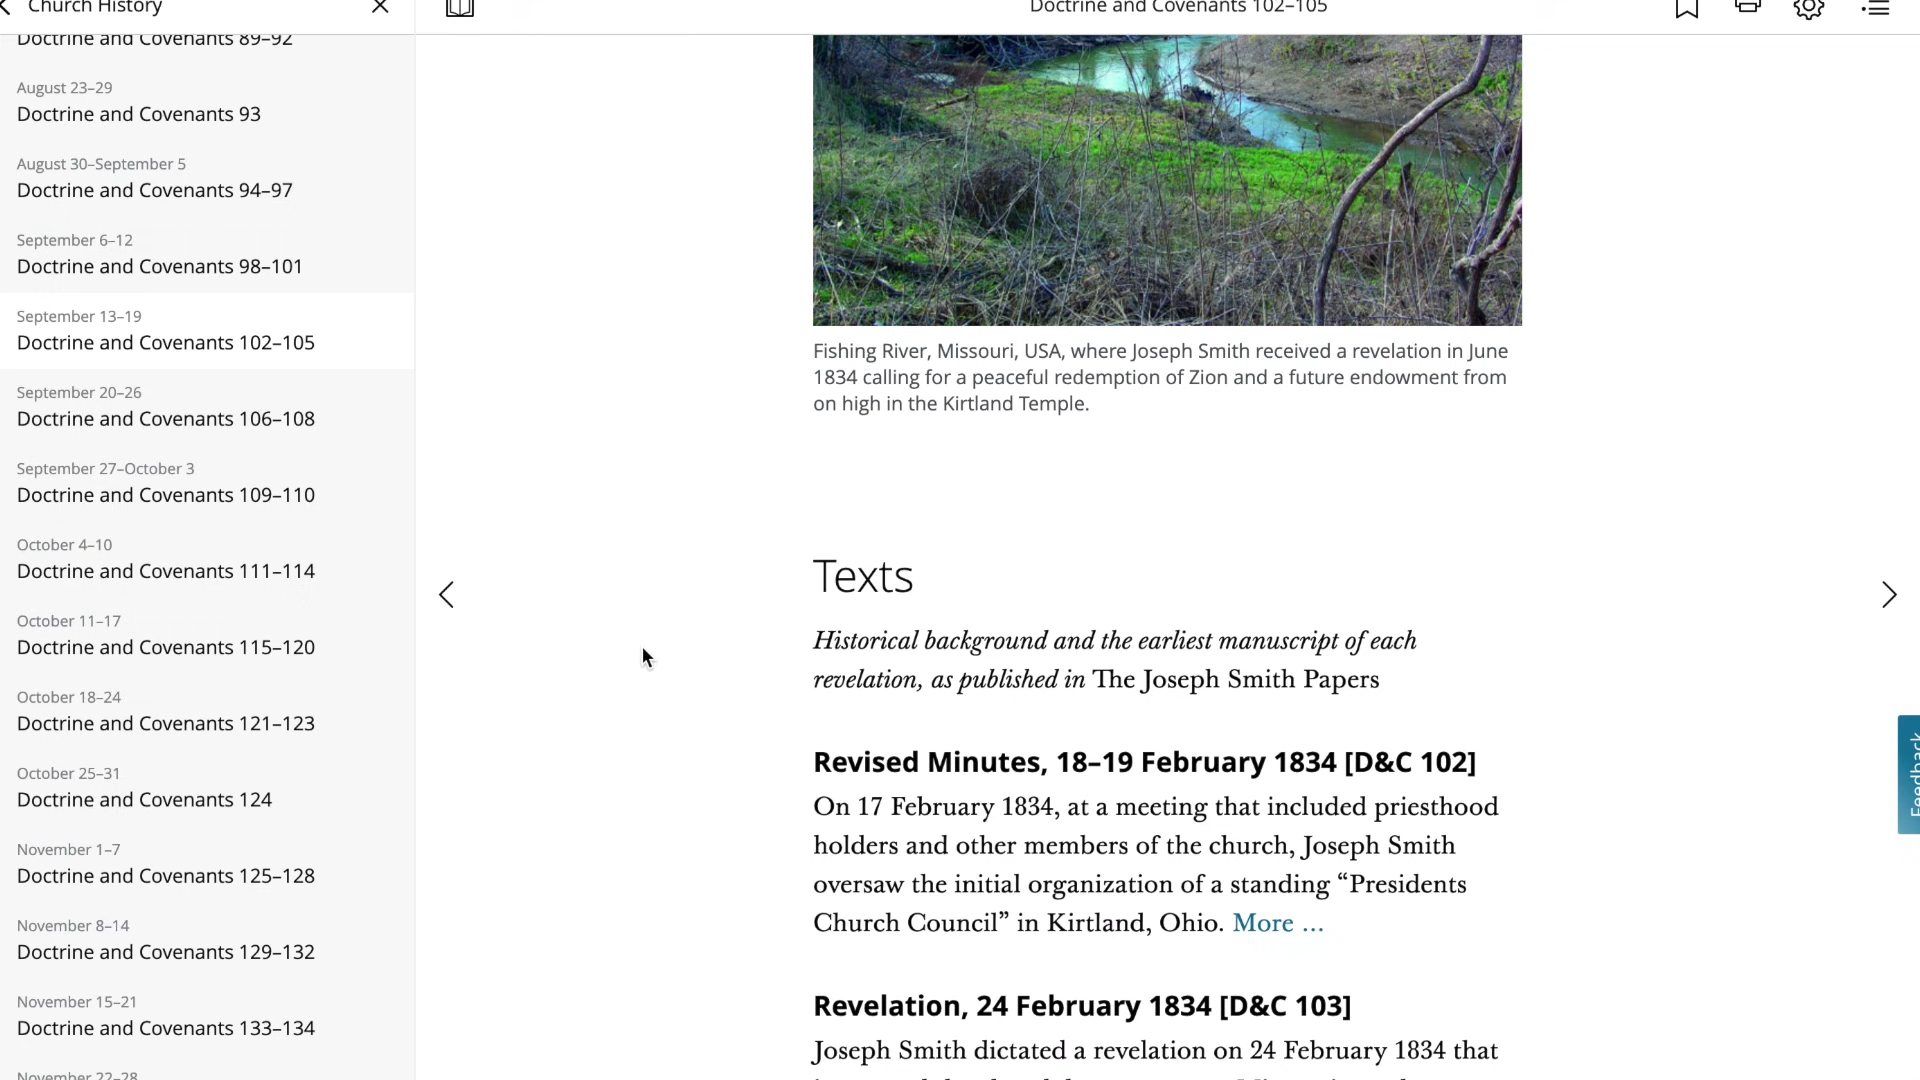 Church History
Doctrine and Covenants 89–92
August 23–29
Doctrine and Covenants 93
August 30–September 5
Doctrine and Covenants 94–97
September 6–12
Doctrine and Covenants 98–101
September 13–19
Doctrine and Covenants 102–105
September 20–26
Doctrine and Covenants 106–108
September 27–October 3
Doctrine and Covenants 109–110
October 4–10
Doctrine and Covenants 111–114
October 11–17
Doctrine and Covenants 115–120
October 18–24
Doctrine and Covenants 121–123
October 25–31
Doctrine and Covenants 124
November 1–7
Doctrine and Covenants 125–128
November 8–14
Doctrine and Covenants 129–132
November 15–21
Doctrine and Covenants 133–134
November 22–28
Doctrine and Covenants 102–105
Fishing River, Missouri, USA, where Joseph Smith received a revelation in June
1834 calling for a peaceful redemption of Zion and a future endowment from
on high in the Kirtland Temple.
Texts
Historical background and the earliest manuscript of each
revelation, as published in The Joseph Smith Papers
Revised Minutes, 18–19 February 1834 [D&C 102]
On 17 February 1834, at a meeting that included priesthood
holders and other members of the church, Joseph Smith
oversaw the initial organization of a standing “Presidents
Church Council” in Kirtland, Ohio. More …
Revelation, 24 February 1834 [D&C 103]
Joseph Smith dictated a revelation on 24 February 1834 that
Feedback